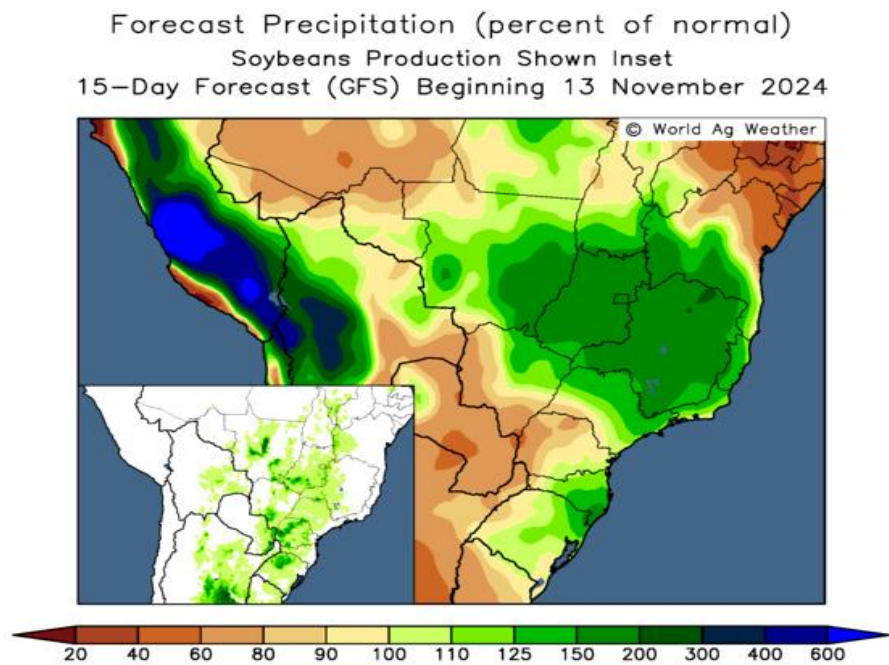 Forecast Precipitation (percent of normal)
Soybeans Production Shown Inset
15-Day Forecast (GFS) Beginning 13 November 2024
© World Ag Weather
20 40 60 80 90 100 110 125 150 200 300 400 600